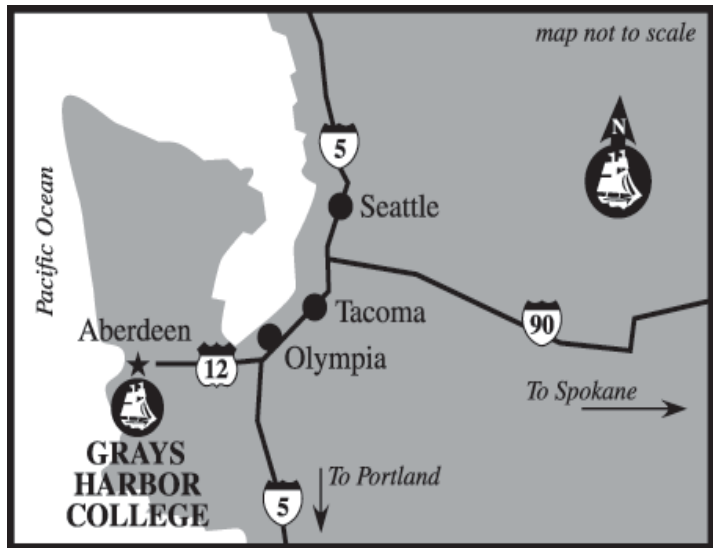 map not to scale
N
5
Seattle
Pacific Ocean
Tacoma
90
Aberdeen
Olympia
12
To Spokane
GRAYS
HARBOR
COLLEGE
To Portland
5